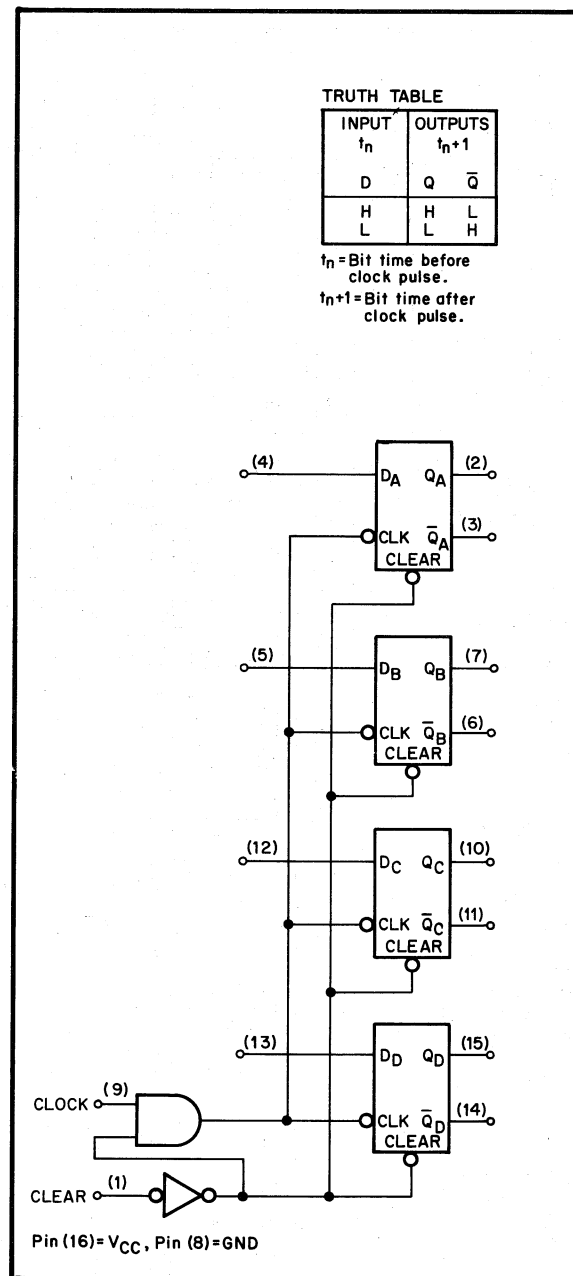 TRUTH TABLE
INPUT OUTPUTS
tn tn+1
D Q Q̅
H H L
L L H
tn = Bit time before
clock pulse.
tn+1 = Bit time after
clock pulse.
(4) DA QA (2)
CLK Q̅A (3)
CLEAR
(5) DB QB (7)
CLK Q̅B (6)
CLEAR
(12) DC QC (10)
CLK Q̅C (11)
CLEAR
(13) DD QD (15)
CLOCK (9) CLK Q̅D (14)
CLEAR
CLEAR (1)
Pin (16) = VCC, Pin (8) = GND